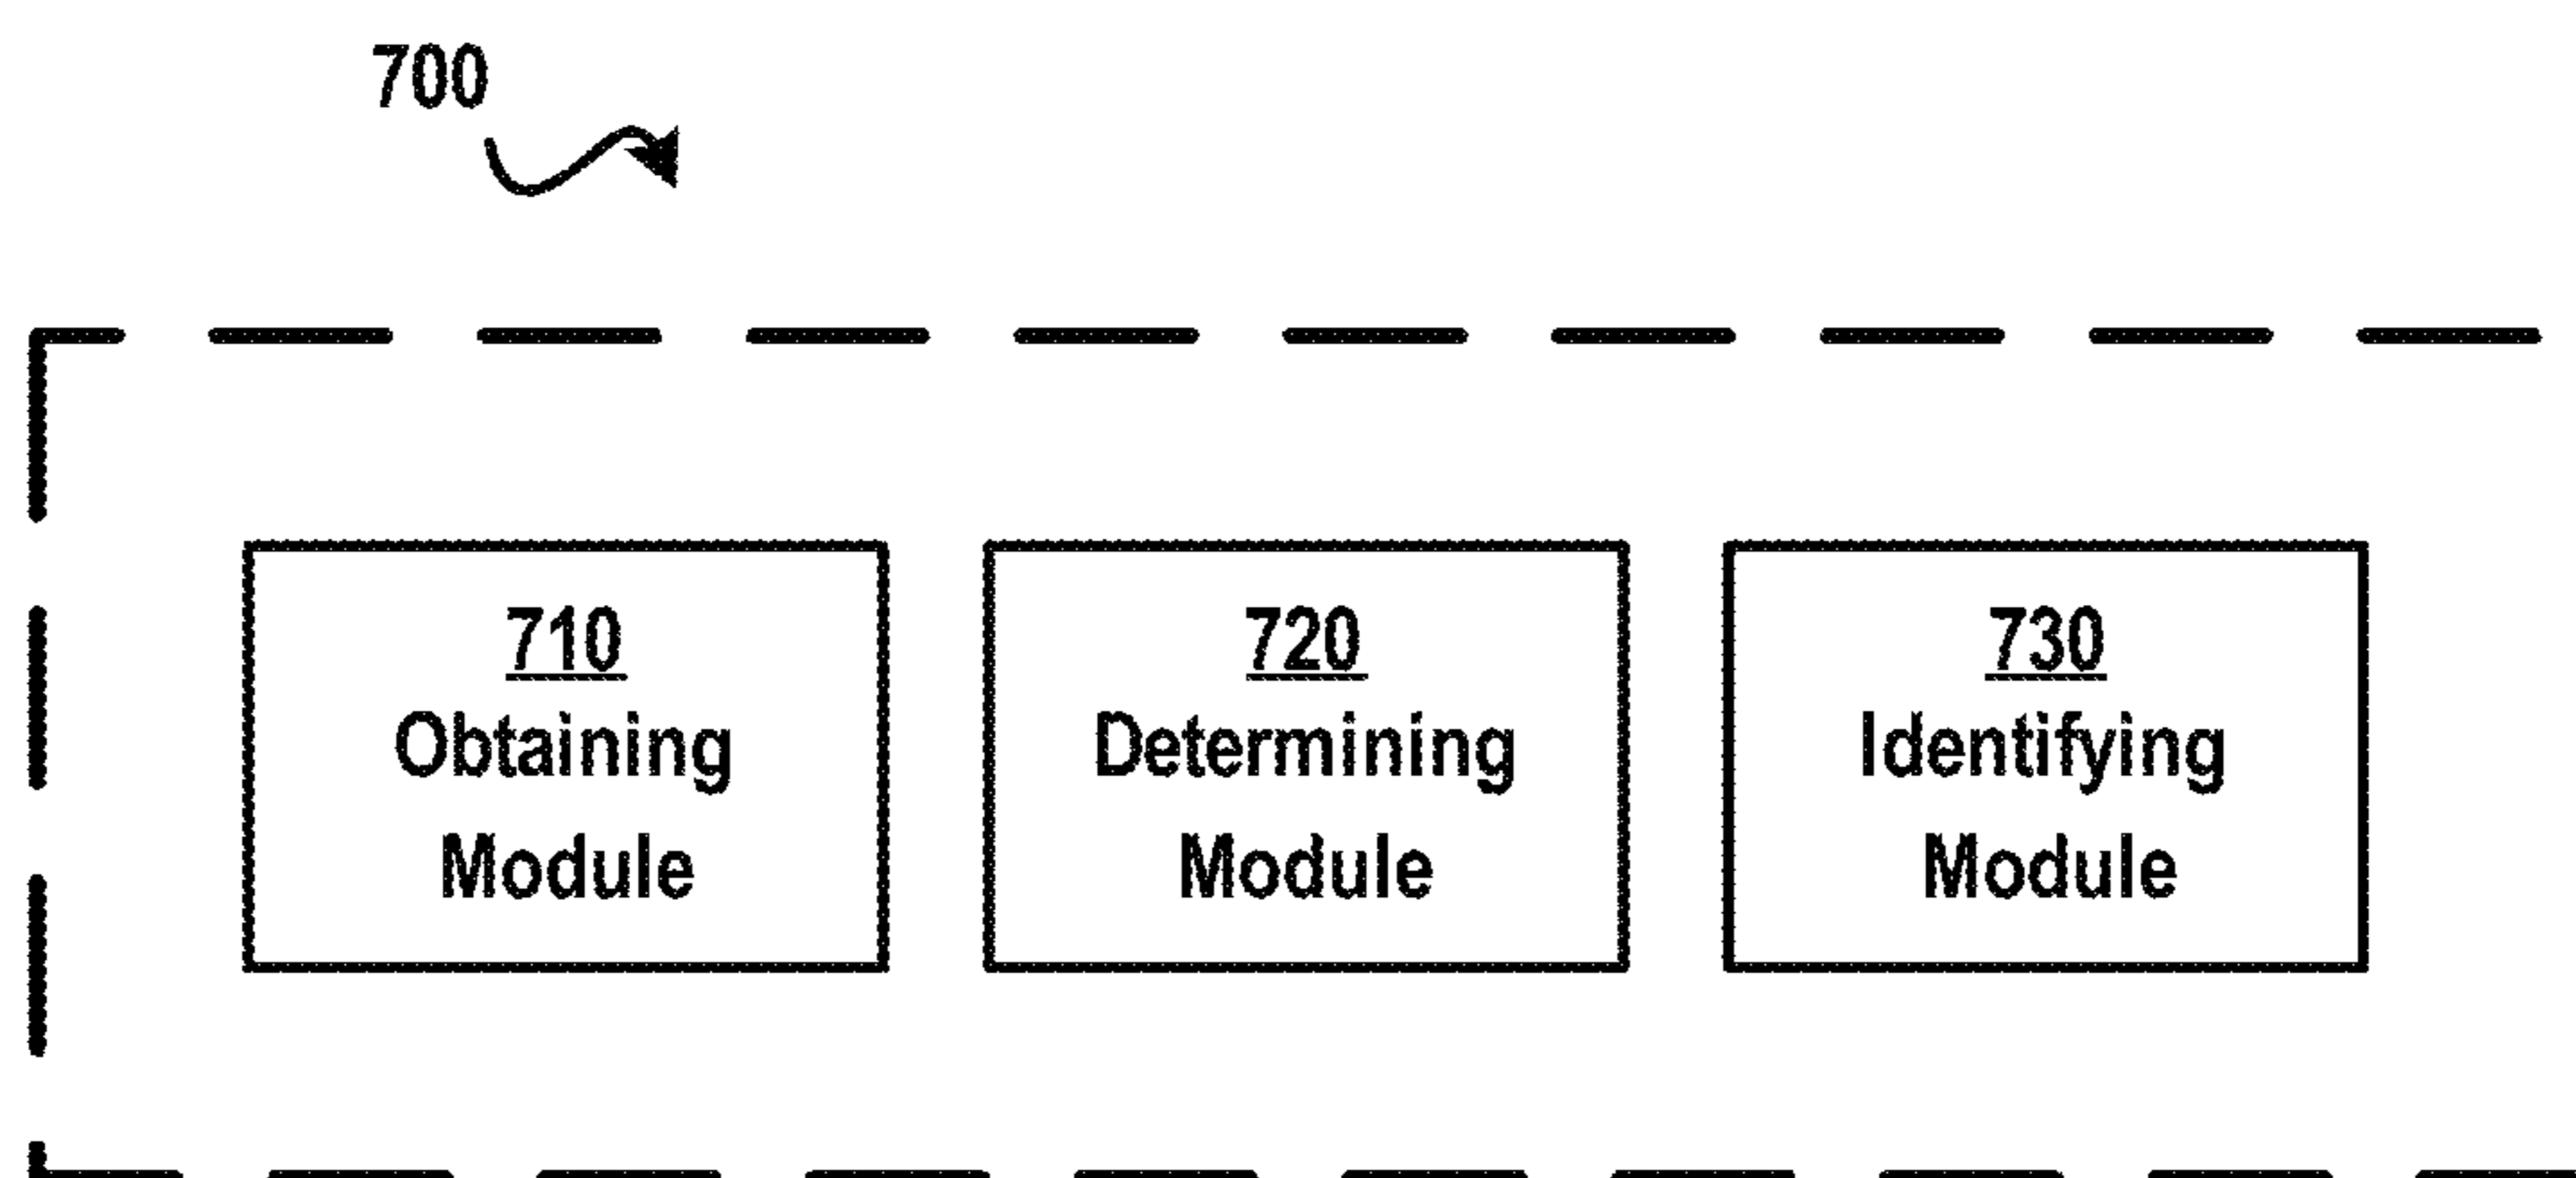 700
710
Obtaining
Module
720
Determining
Module
730
Identifying
Module